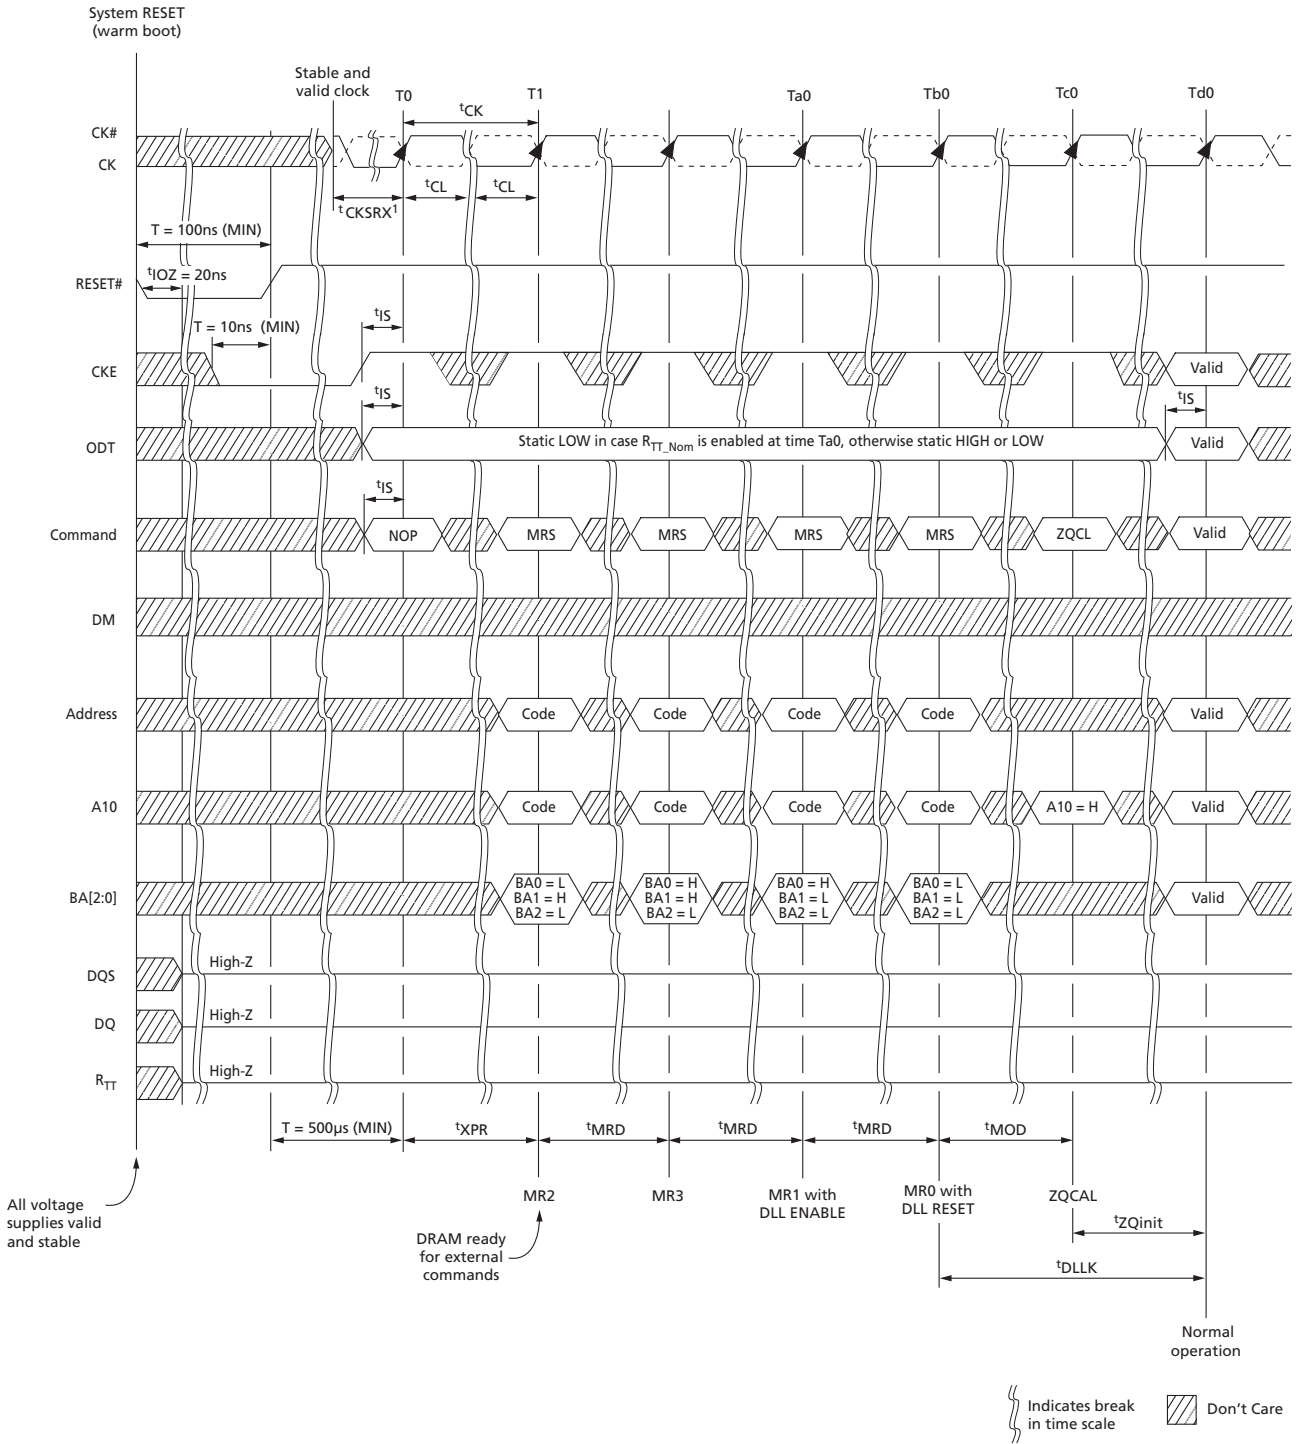 System RESET
(warm boot)
Stable and
valid clock
T0
T1
Ta0
Tb0
Tc0
Td0
tCK
CK#
CK
tCKSRX1
tCL
tCL
T = 100ns (MIN)
tIOZ = 20ns
RESET#
T = 10ns (MIN)
tIS
CKE
Valid
tIS
tIS
ODT
Static LOW in case RTT_Nom is enabled at time Ta0, otherwise static HIGH or LOW
Valid
tIS
Command
NOP
MRS
MRS
MRS
MRS
ZQCL
Valid
DM
Address
Code
Code
Code
Code
Valid
A10
Code
Code
Code
Code
A10 = H
Valid
BA[2:0]
BA0 = L
BA1 = H
BA2 = L
BA0 = H
BA1 = H
BA2 = L
BA0 = H
BA1 = L
BA2 = L
BA0 = L
BA1 = L
BA2 = L
Valid
DQS
High-Z
DQ
High-Z
RTT
High-Z
T = 500µs (MIN)
tXPR
tMRD
tMRD
tMRD
tMOD
All voltage
supplies valid
and stable
MR2
MR3
MR1 with
DLL ENABLE
MR0 with
DLL RESET
ZQCAL
tZQinit
DRAM ready
for external
commands
tDLLK
Normal
operation
Indicates break
in time scale
Don't Care